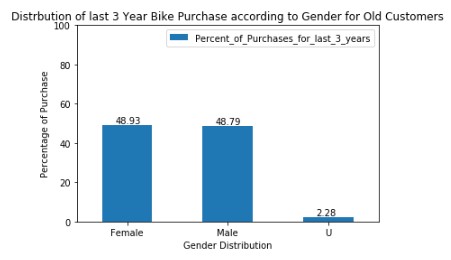 Distrbution of last 3 Year Bike Purchase according to Gender for Old Customers
100
Percent_of_Purchases_for_last_3_years
80
60
48.93
48.79
40
20
2.28
0
Female
Male
U
Percentage of Purchase
Gender Distribution